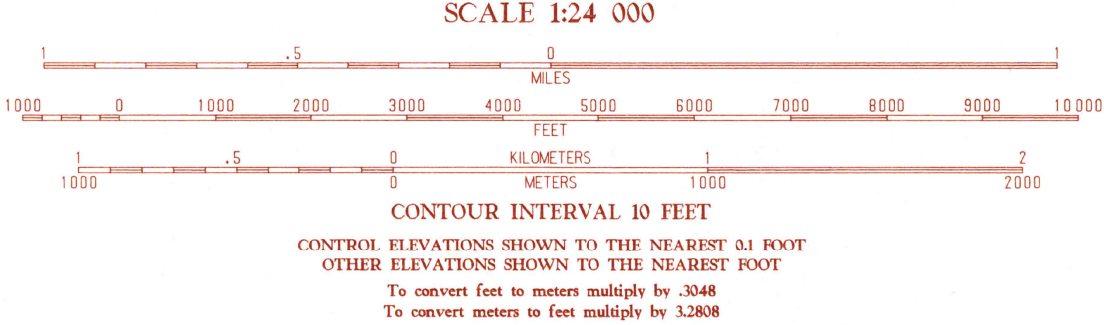 SCALE 1:24 000
1 .5 0 1
MILES
1000 0 1000 2000 3000 4000 5000 6000 7000 8000 9000 10 000
FEET
1 .5 0 KILOMETERS 1 2
1000 0 METERS 1000 2000
CONTOUR INTERVAL 10 FEET
CONTROL ELEVATIONS SHOWN TO THE NEAREST 0.1 FOOT
OTHER ELEVATIONS SHOWN TO THE NEAREST FOOT
To convert feet to meters multiply by .3048
To convert meters to feet multiply by 3.2808